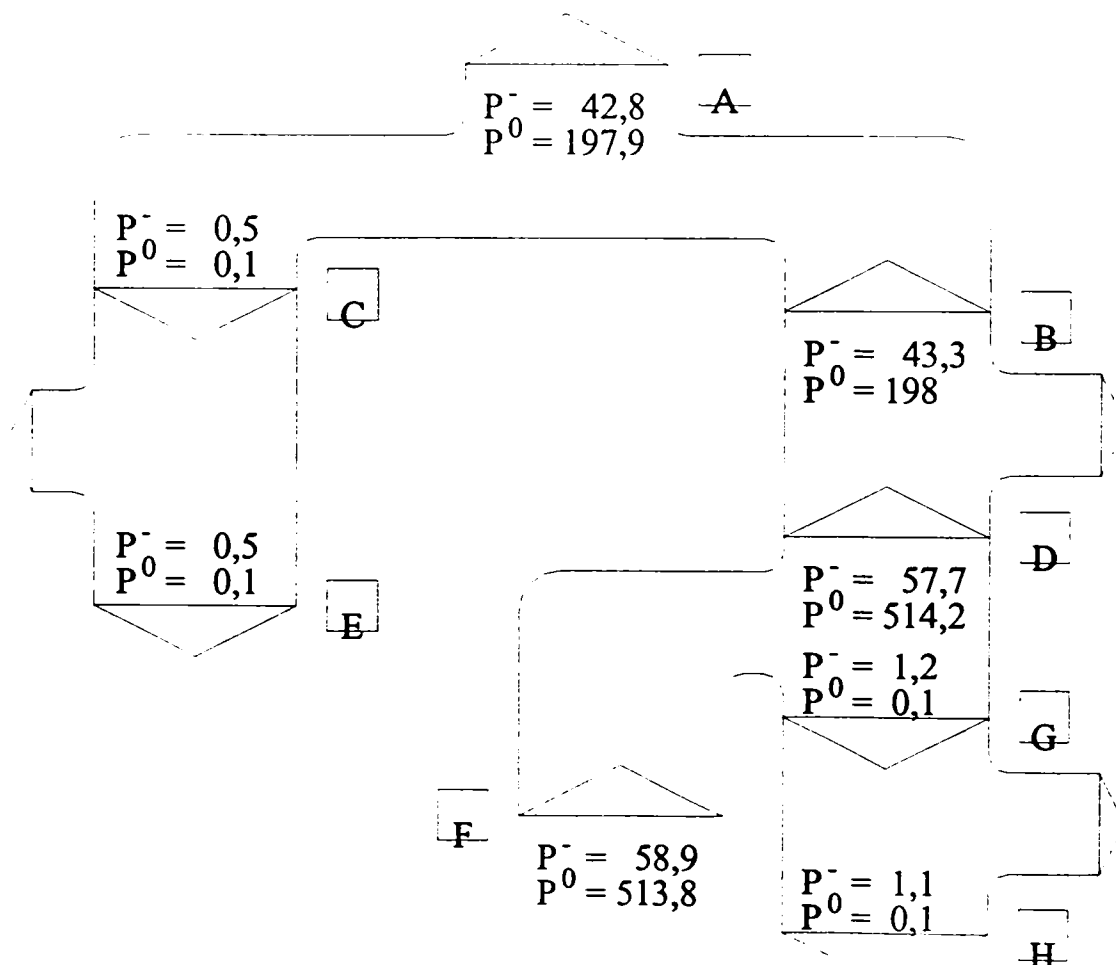 A
P⁻ = 42,8
P⁰ = 197,9
P⁻ = 0,5
P⁰ = 0,1
C
B
P⁻ = 43,3
P⁰ = 198
P⁻ = 0,5
P⁰ = 0,1
E
D
P⁻ = 57,7
P⁰ = 514,2
P⁻ = 1,2
P⁰ = 0,1
G
F
P⁻ = 58,9
P⁰ = 513,8
P⁻ = 1,1
P⁰ = 0,1
H